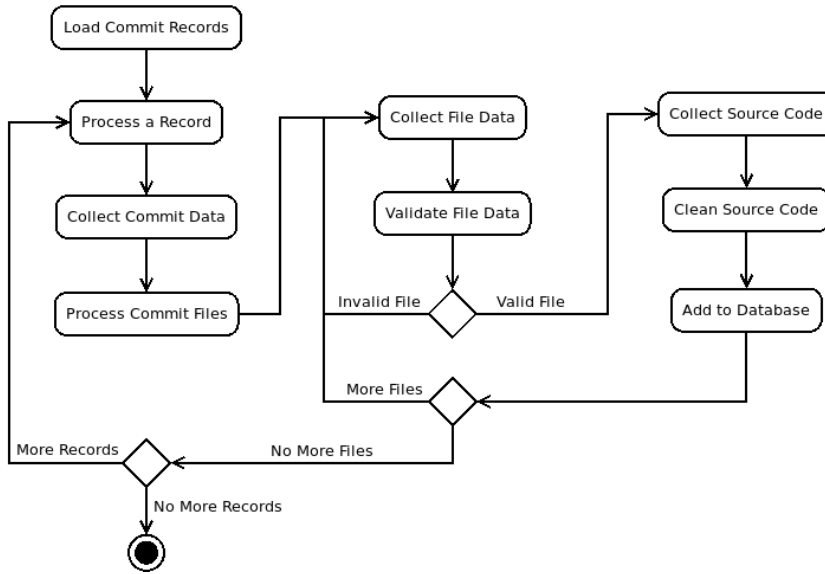 Load Commit Records
Process a Record
Collect Commit Data
Process Commit Files
Collect File Data
Validate File Data
Invalid File
Valid File
Collect Source Code
Clean Source Code
Add to Database
More Files
No More Files
More Records
No More Records